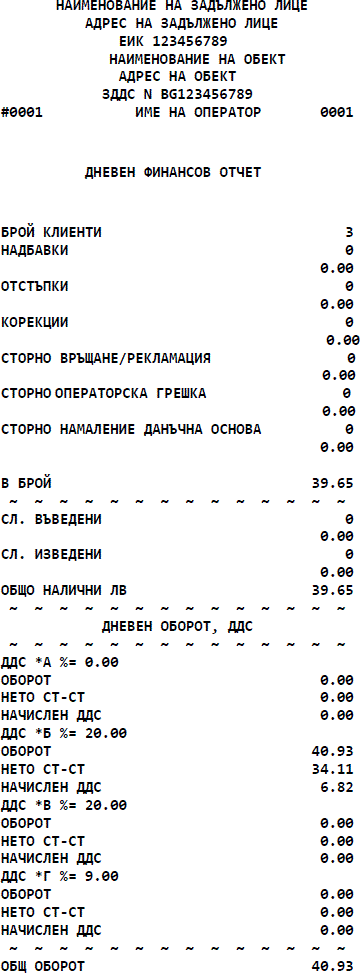 НАИМЕНОВАНИЕ НА ЗАДЪЛЖЕНО ЛИЦЕ
АДРЕС НА ЗАДЪЛЖЕНО ЛИЦЕ
ЕИК 123456789
НАИМЕНОВАНИЕ НА ОБЕКТ
АДРЕС НА ОБЕКТ
ЗДДС N BG123456789
#0001 ИМЕ НА ОПЕРАТОР 0001
ДНЕВЕН ФИНАНСОВ ОТЧЕТ
БРОЙ КЛИЕНТИ 3
НАДБАВКИ 0
0.00
ОТСТЪПКИ 0
0.00
КОРЕКЦИИ 0
0.00
СТОРНО ВРЪЩАНЕ/РЕКЛАМАЦИЯ 0
0.00
СТОРНО ОПЕРАТОРСКА ГРЕШКА 0
0.00
СТОРНО НАМАЛЕНИЕ ДАНЪЧНА ОСНОВА 0
0.00
В БРОЙ 39.65
~ ~ ~ ~ ~ ~ ~ ~ ~ ~ ~ ~ ~ ~
СЛ. ВЪВЕДЕНИ 0
0.00
СЛ. ИЗВЕДЕНИ 0
0.00
ОБЩО НАЛИЧНИ ЛВ 39.65
~ ~ ~ ~ ~ ~ ~ ~ ~ ~ ~ ~ ~ ~
ДНЕВЕН ОБОРОТ, ДДС
~ ~ ~ ~ ~ ~ ~ ~ ~ ~ ~ ~ ~ ~
ДДС *А %= 0.00
ОБОРОТ 0.00
НЕТО СТ-СТ 0.00
НАЧИСЛЕН ДДС 0.00
ДДС *Б %= 20.00
ОБОРОТ 40.93
НЕТО СТ-СТ 34.11
НАЧИСЛЕН ДДС 6.82
ДДС *В %= 20.00
ОБОРОТ 0.00
НЕТО СТ-СТ 0.00
НАЧИСЛЕН ДДС 0.00
ДДС *Г %= 9.00
ОБОРОТ 0.00
НЕТО СТ-СТ 0.00
НАЧИСЛЕН ДДС 0.00
~ ~ ~ ~ ~ ~ ~ ~ ~ ~ ~ ~ ~ ~
ОБЩ ОБОРОТ 40.93